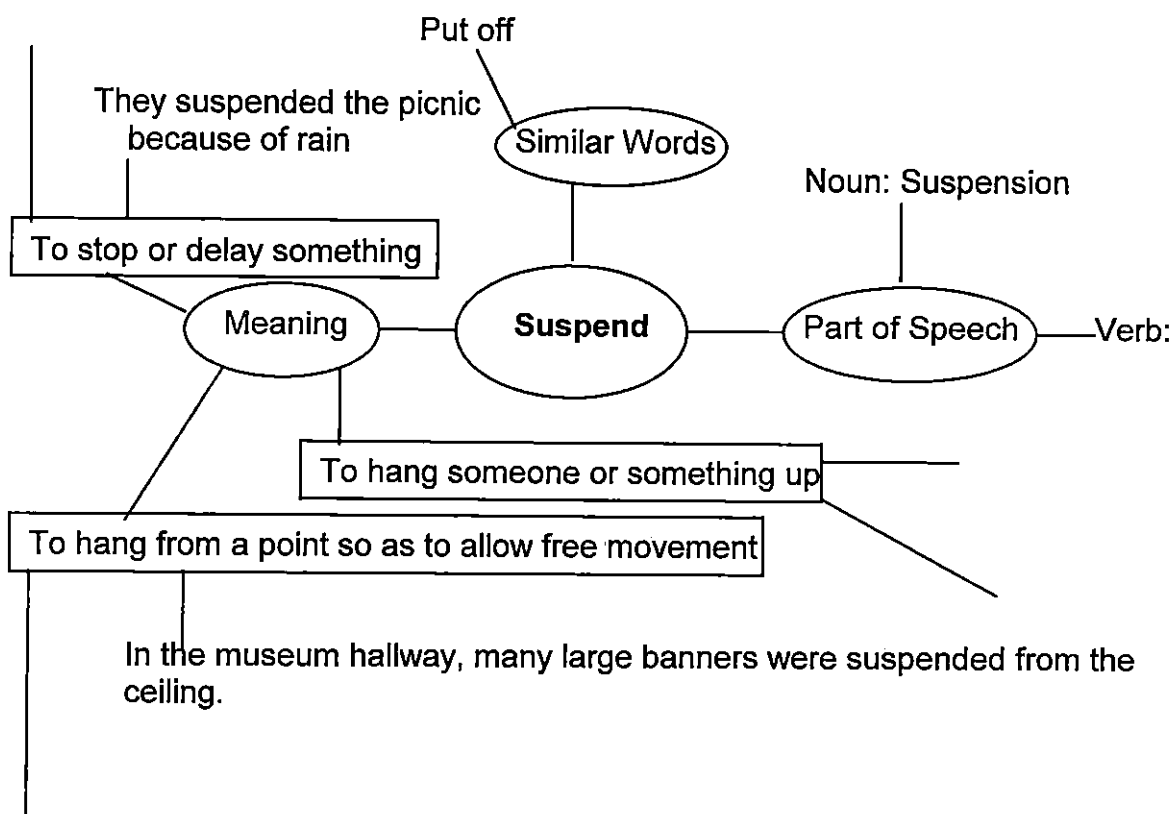 Put off
They suspended the picnic
because of rain
Similar Words
Noun: Suspension
To stop or delay something
Meaning
Suspend
Part of Speech
Verb:
To hang someone or something up
To hang from a point so as to allow free movement
In the museum hallway, many large banners were suspended from the
ceiling.